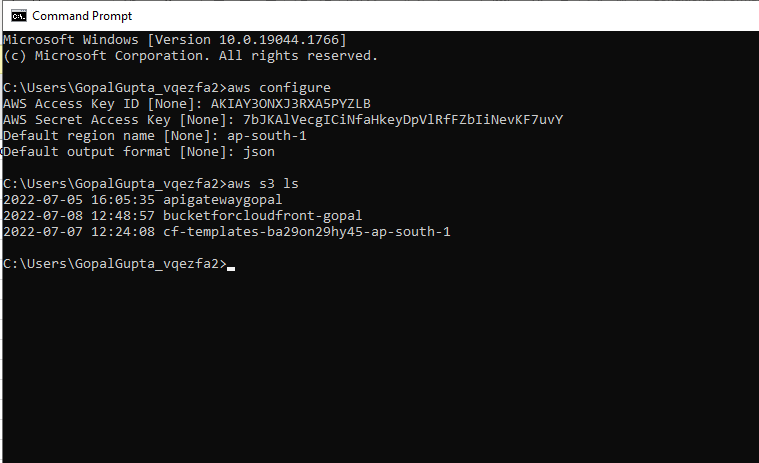 Command Prompt
Microsoft Windows [Version 10.0.19044.1766]
(c) Microsoft Corporation. All rights reserved.
C:\Users\GopalGupta_vqezfa2>aws configure
AWS Access Key ID [None]: AKIAY3ONXJ3RXA5PYZLB
AWS Secret Access Key [None]: 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
Default region name [None]: ap-south-1
Default output format [None]: json
C:\Users\GopalGupta_vqezfa2>aws s3 ls
2022-07-05 16:05:35 apigatewaygopal
2022-07-08 12:48:57 bucketforcloudfront-gopal
2022-07-07 12:24:08 cf-templates-ba29on29hy45-ap-south-1
C:\Users\GopalGupta_vqezfa2>